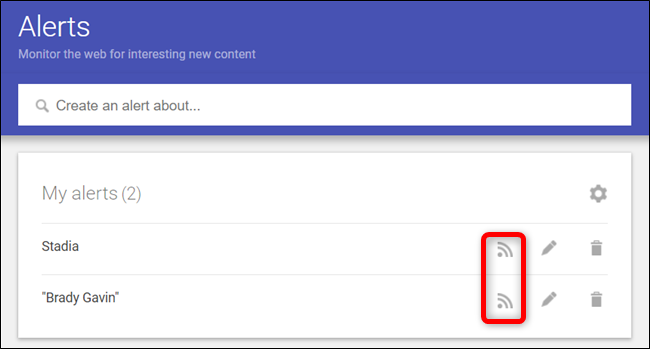 Alerts
Monitor the web for interesting new content
Create an alert about...
My alerts (2)
Stadia
"Brady Gavin"